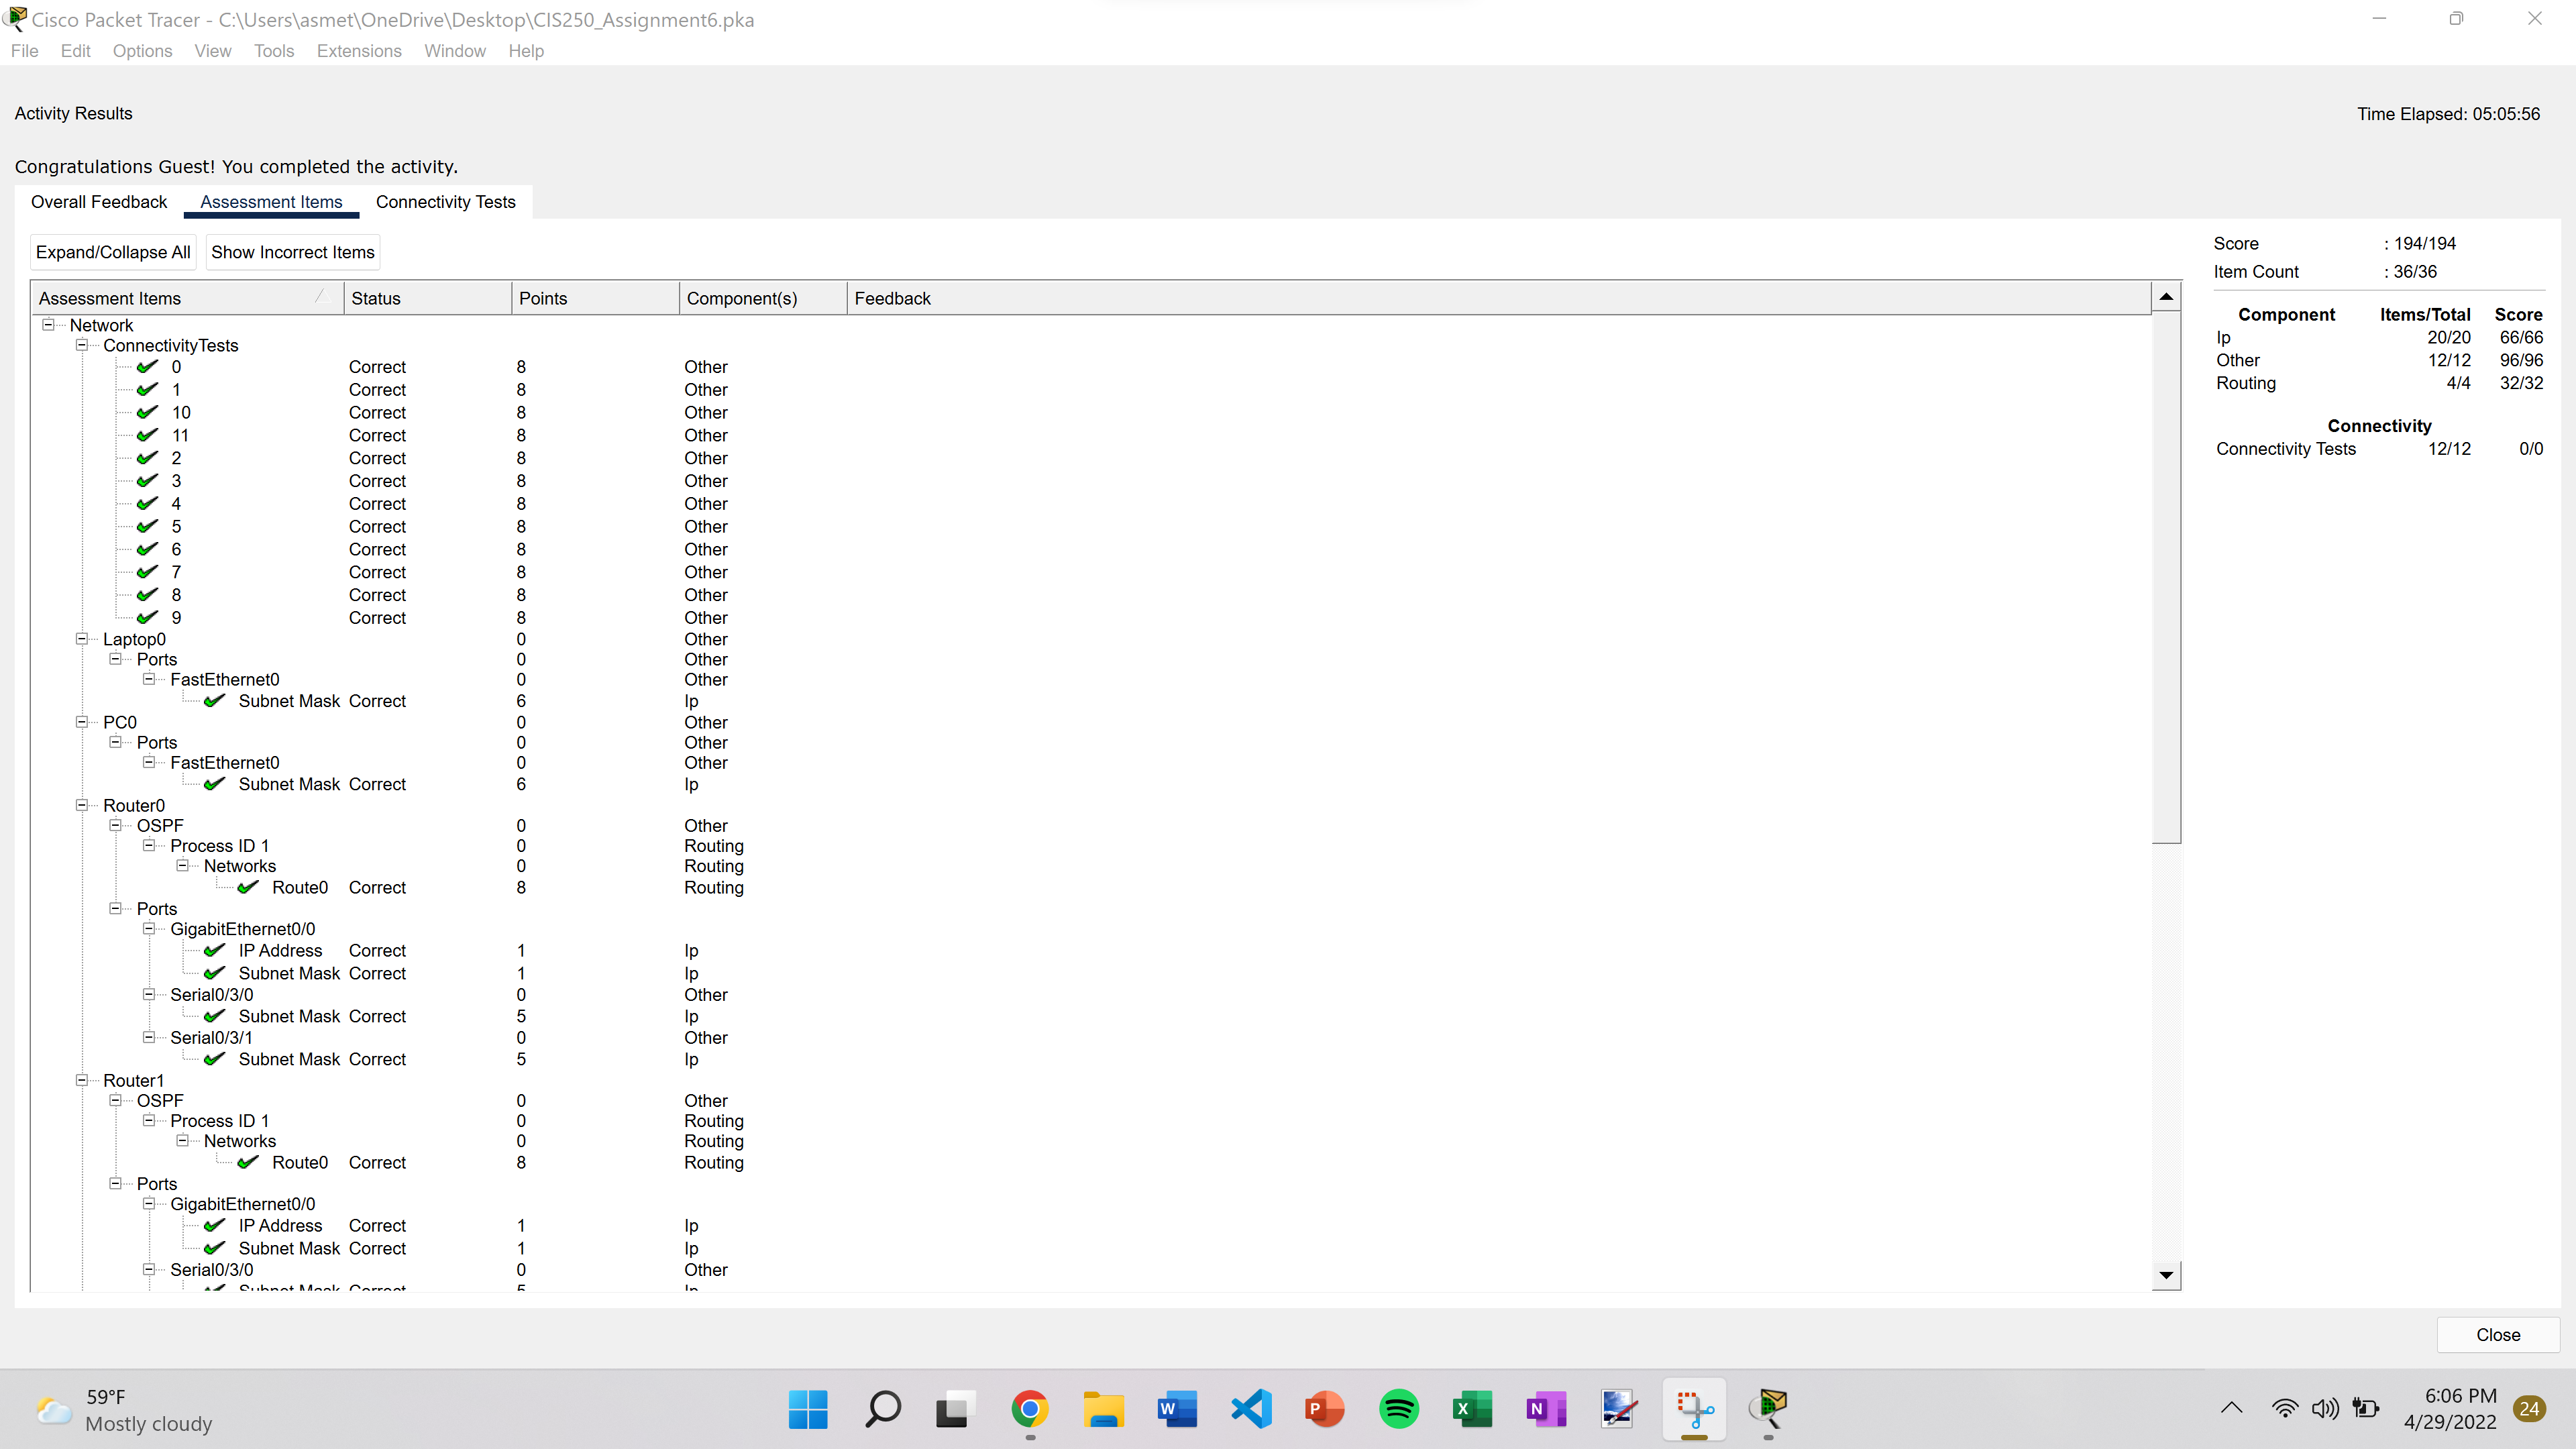 Cisco Packet Tracer - C:\Users\asmet\OneDrive\Desktop\CIS250_Assignment6.pka
File Edit Options View Tools Extensions Window Help
Activity Results
Time Elapsed: 05:05:56
Congratulations Guest! You completed the activity.
Overall Feedback Assessment Items Connectivity Tests
Expand/Collapse All Show Incorrect Items
Assessment Items Status Points Component(s) Feedback
Network
ConnectivityTests
0 Correct 8 Other
1 Correct 8 Other
10 Correct 8 Other
11 Correct 8 Other
2 Correct 8 Other
3 Correct 8 Other
4 Correct 8 Other
5 Correct 8 Other
6 Correct 8 Other
7 Correct 8 Other
8 Correct 8 Other
9 Correct 8 Other
Laptop0 0 Other
Ports 0 Other
FastEthernet0 0 Other
Subnet Mask Correct 6 Ip
PC0 0 Other
Ports 0 Other
FastEthernet0 0 Other
Subnet Mask Correct 6 Ip
Router0
OSPF 0 Other
Process ID 1 0 Routing
Networks 0 Routing
Route0 Correct 8 Routing
Ports
GigabitEthernet0/0
IP Address Correct 1 Ip
Subnet Mask Correct 1 Ip
Serial0/3/0 0 Other
Subnet Mask Correct 5 Ip
Serial0/3/1 0 Other
Subnet Mask Correct 5 Ip
Router1
OSPF 0 Other
Process ID 1 0 Routing
Networks 0 Routing
Route0 Correct 8 Routing
Ports
GigabitEthernet0/0
IP Address Correct 1 Ip
Subnet Mask Correct 1 Ip
Serial0/3/0 0 Other
Subnet Mask Correct 5 Ip
Score : 194/194
Item Count : 36/36
Component Items/Total Score
Ip 20/20 66/66
Other 12/12 96/96
Routing 4/4 32/32
Connectivity
Connectivity Tests 12/12 0/0
Close
59°F
Mostly cloudy
6:06 PM
4/29/2022
24